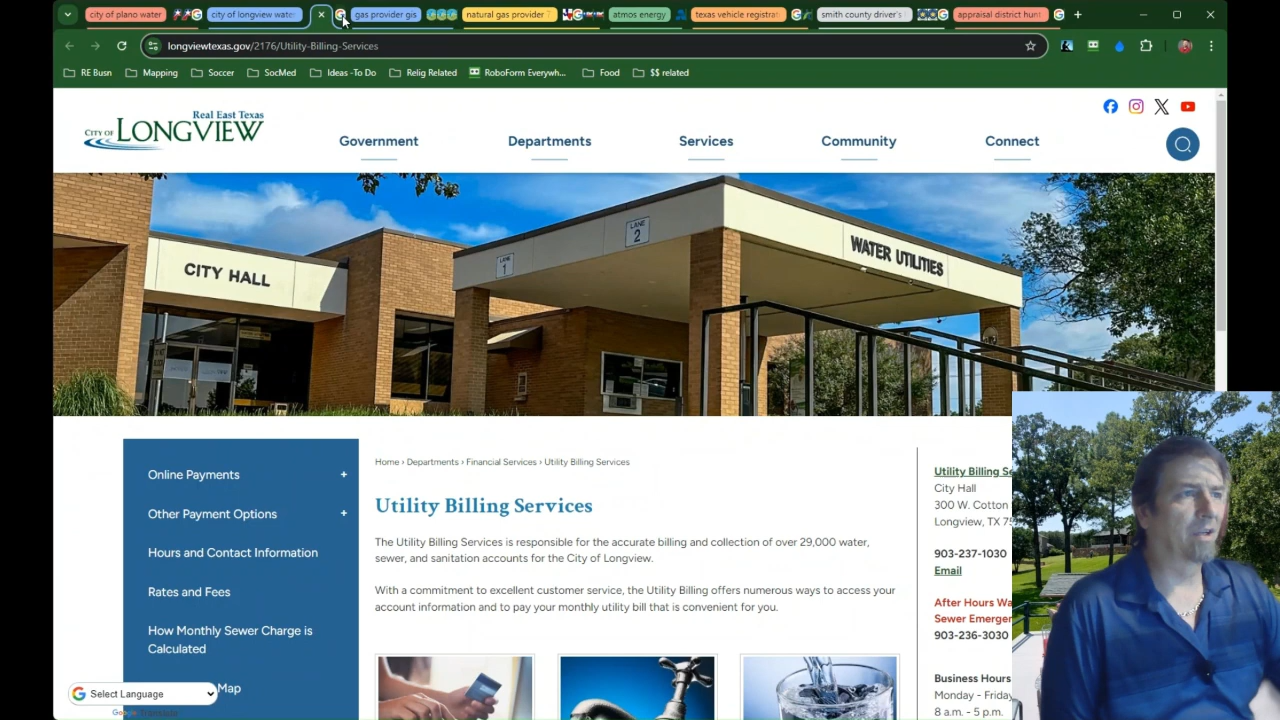 city of plano water
city of longview water
gas provider gis
natural gas provider
atmos energy
texas vehicle registrat
smith county driver's
appraisal district hunt
longviewtexas.gov/2176/Utility-Billing-Services
RE Busn
Mapping
Soccer
SocMed
Ideas -To Do
Relig Related
RoboForm Everywh...
Food
$$ related
Real East Texas
CITY OF LONGVIEW
Government
Departments
Services
Community
Connect
CITY HALL
LANE
1
LANE
2
WATER UTILITIES
Online Payments +
Other Payment Options +
Hours and Contact Information
Rates and Fees
How Monthly Sewer Charge is
Calculated
Map
Select Language
Home › Departments › Financial Services › Utility Billing Services
Utility Billing Services
The Utility Billing Services is responsible for the accurate billing and collection of over 29,000 water,
sewer, and sanitation accounts for the City of Longview.
With a commitment to excellent customer service, the Utility Billing offers numerous ways to access your
account information and to pay your monthly utility bill that is convenient for you.
Utility Billing Se
City Hall
300 W. Cotton
Longview, TX 75
903-237-1030
Email
After Hours Wa
Sewer Emergen
903-236-3030
Business Hours
Monday - Friday
8 a.m. - 5 p.m.